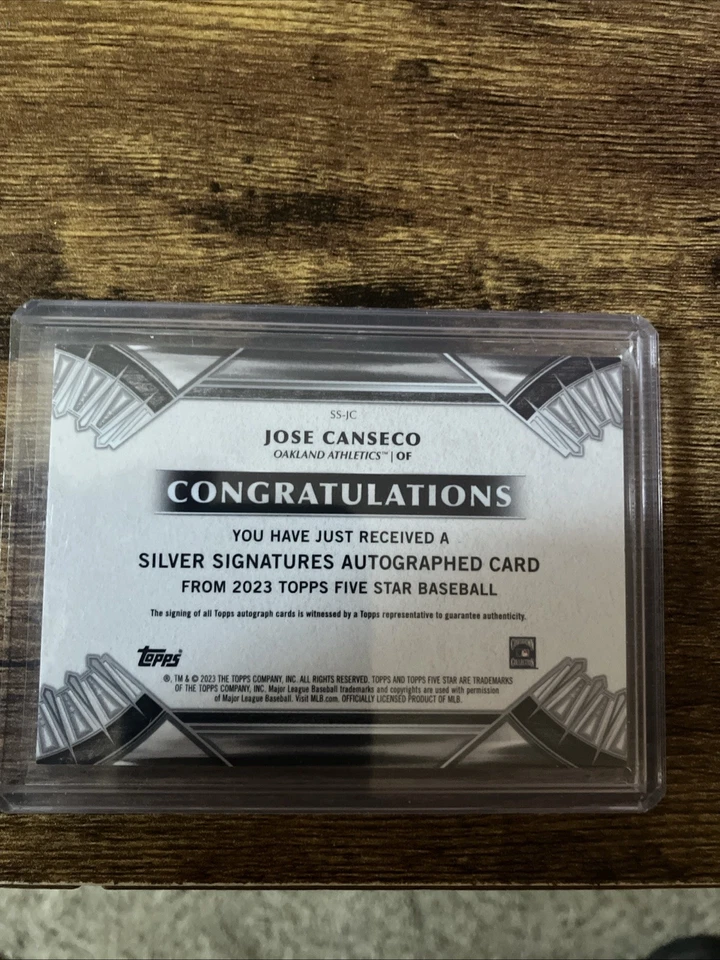 SS-JC
JOSE CANSECO
OAKLAND ATHLETICS™ | OF
CONGRATULATIONS
YOU HAVE JUST RECEIVED A
SILVER SIGNATURES AUTOGRAPHED CARD
FROM 2023 TOPPS FIVE STAR BASEBALL
The signing of all Topps autograph cards is witnessed by a Topps representative to guarantee authenticity.
topps®
®, TM & © 2023 THE TOPPS COMPANY, INC. ALL RIGHTS RESERVED. TOPPS AND TOPPS FIVE STAR ARE TRADEMARKS
OF THE TOPPS COMPANY, INC. Major League Baseball trademarks and copyrights are used with permission
of Major League Baseball. Visit MLB.com. OFFICIALLY LICENSED PRODUCT OF MLB.